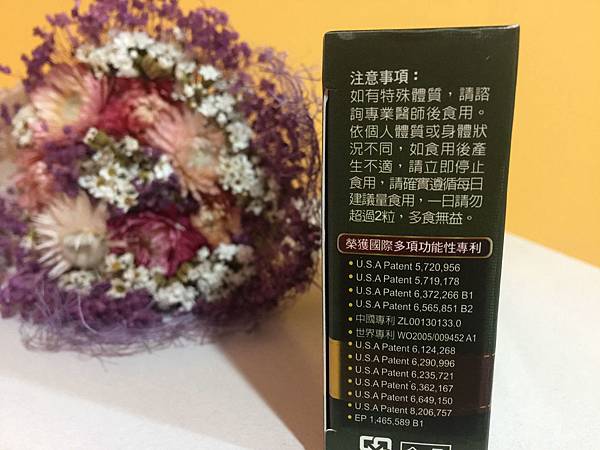 注意事項：
如有特殊體質，請諮
詢專業醫師後食用。
依個人體質或身體狀
況不同，如食用後產
生不適，請立即停止
食用，請確實遵循每日
建議量食用，一日請勿
超過2粒，多食無益。
榮獲國際多項功能性專利
• U.S.A Patent 5,720,956
• U.S.A Patent 5,719,178
• U.S.A Patent 6,372,266 B1
• U.S.A Patent 6,565,851 B2
• 中國專利 ZL00130133.0
• 世界專利 WO2005/009452 A1
• U.S.A Patent 6,124,268
• U.S.A Patent 6,290,996
• U.S.A Patent 6,235,721
• U.S.A Patent 6,362,167
• U.S.A Patent 6,649,150
• U.S.A Patent 8,206,757
• EP 1,465,589 B1